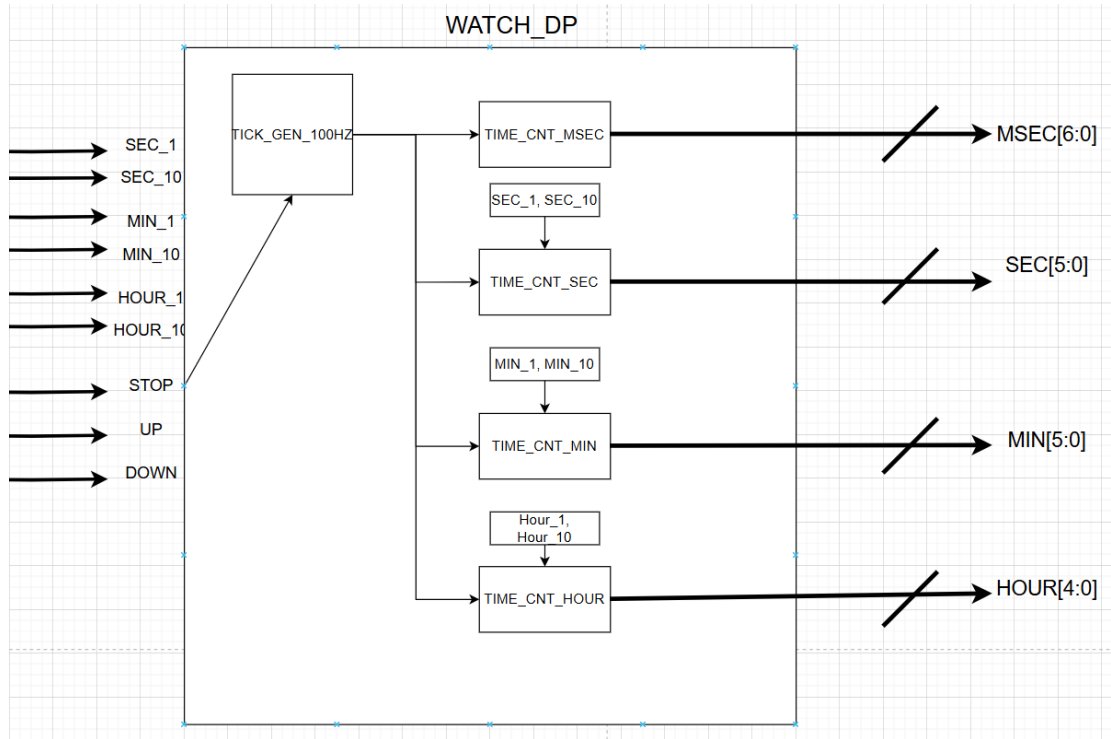 WATCH_DP
TICK_GEN_100HZ
TIME_CNT_MSEC
MSEC[6:0]
SEC_1
SEC_10
MIN_1
MIN_10
HOUR_1
HOUR_10
STOP
UP
DOWN
SEC_1, SEC_10
TIME_CNT_SEC
SEC[5:0]
MIN_1, MIN_10
TIME_CNT_MIN
MIN[5:0]
Hour_1,
Hour_10
TIME_CNT_HOUR
HOUR[4:0]